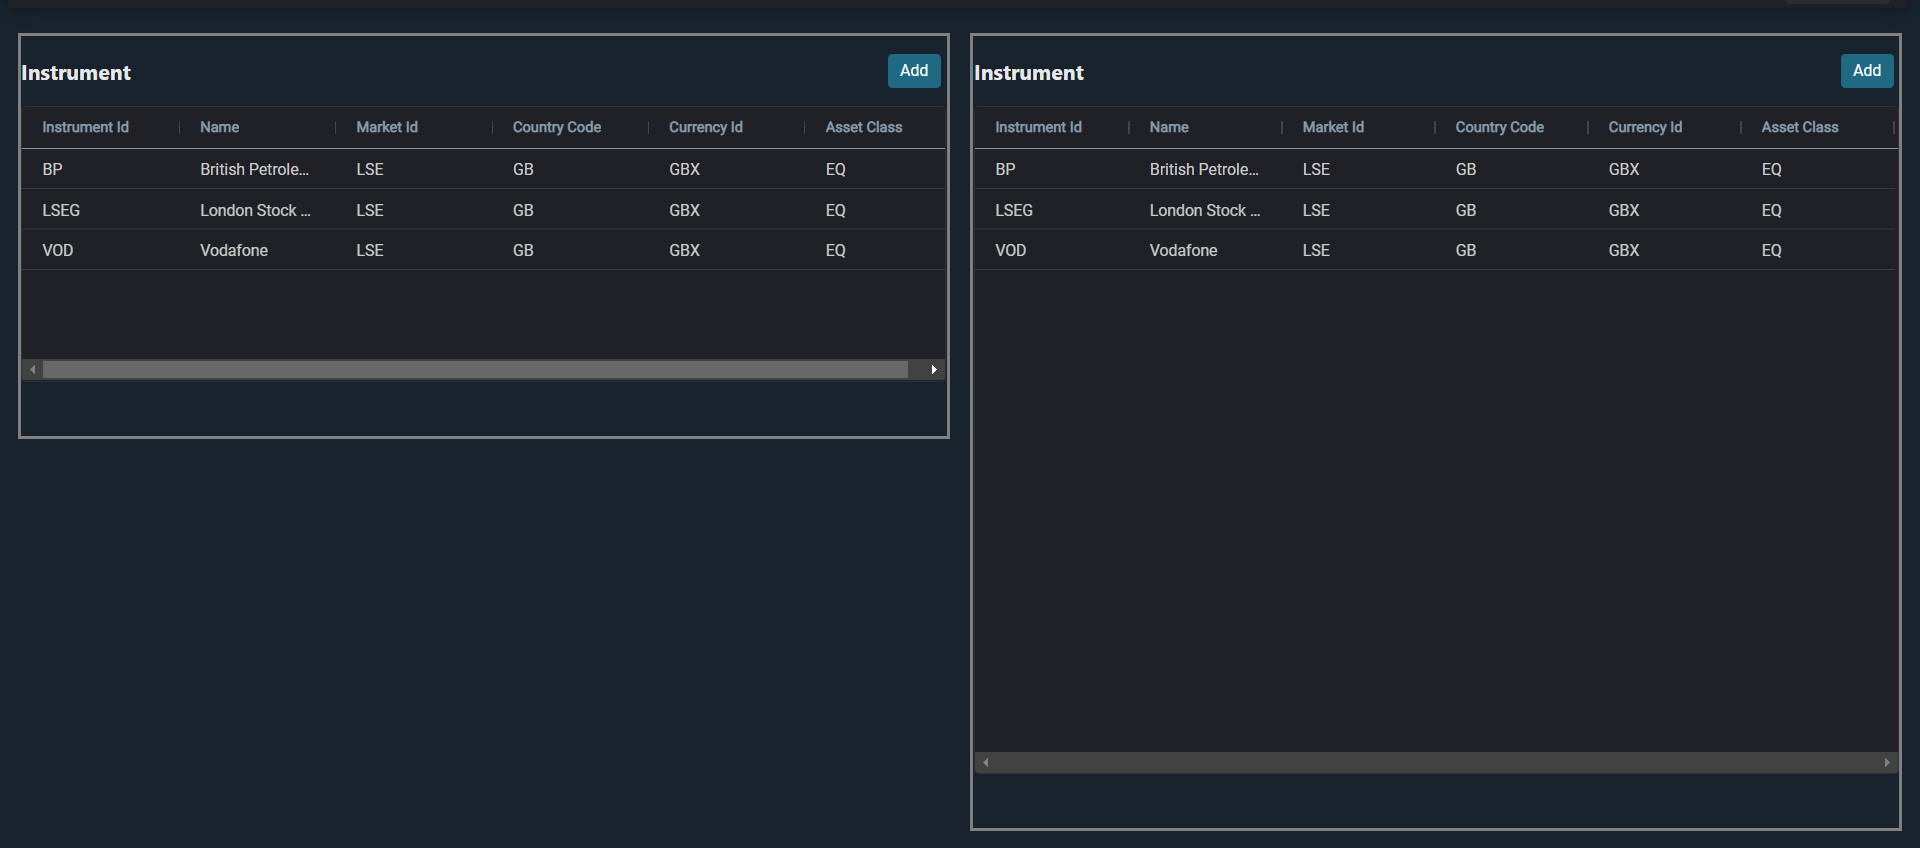 Instrument
Add
Instrument Id Name Market Id Country Code Currency Id Asset Class
BP British Petrole... LSE GB GBX EQ
LSEG London Stock ... LSE GB GBX EQ
VOD Vodafone LSE GB GBX EQ
Instrument
Add
Instrument Id Name Market Id Country Code Currency Id Asset Class
BP British Petrole... LSE GB GBX EQ
LSEG London Stock ... LSE GB GBX EQ
VOD Vodafone LSE GB GBX EQ